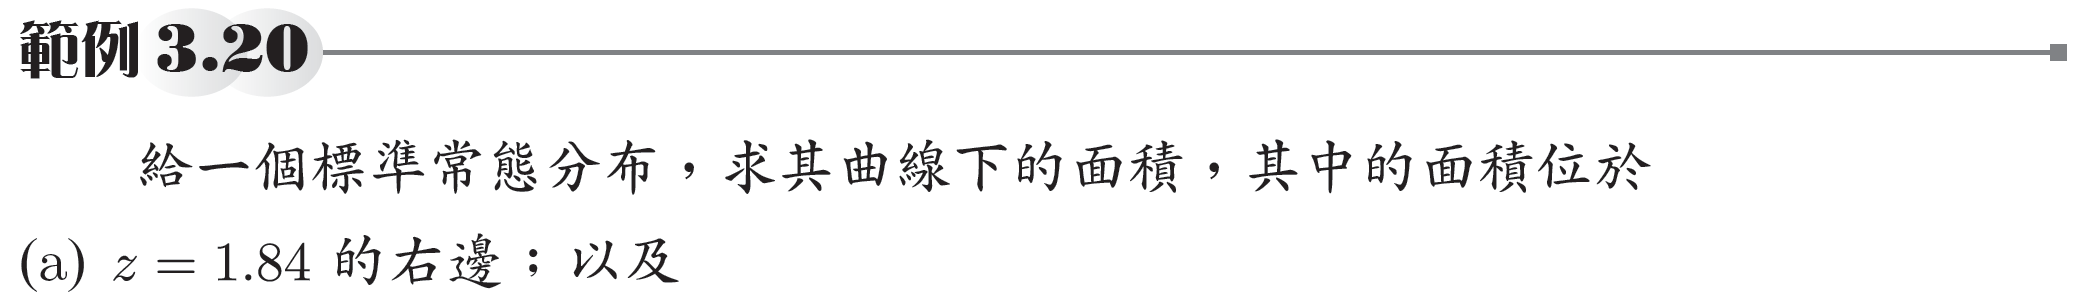 範例 3.20
給一個標準常態分布，求其曲線下的面積，其中的面積位於
(a) z = 1.84 的右邊；以及